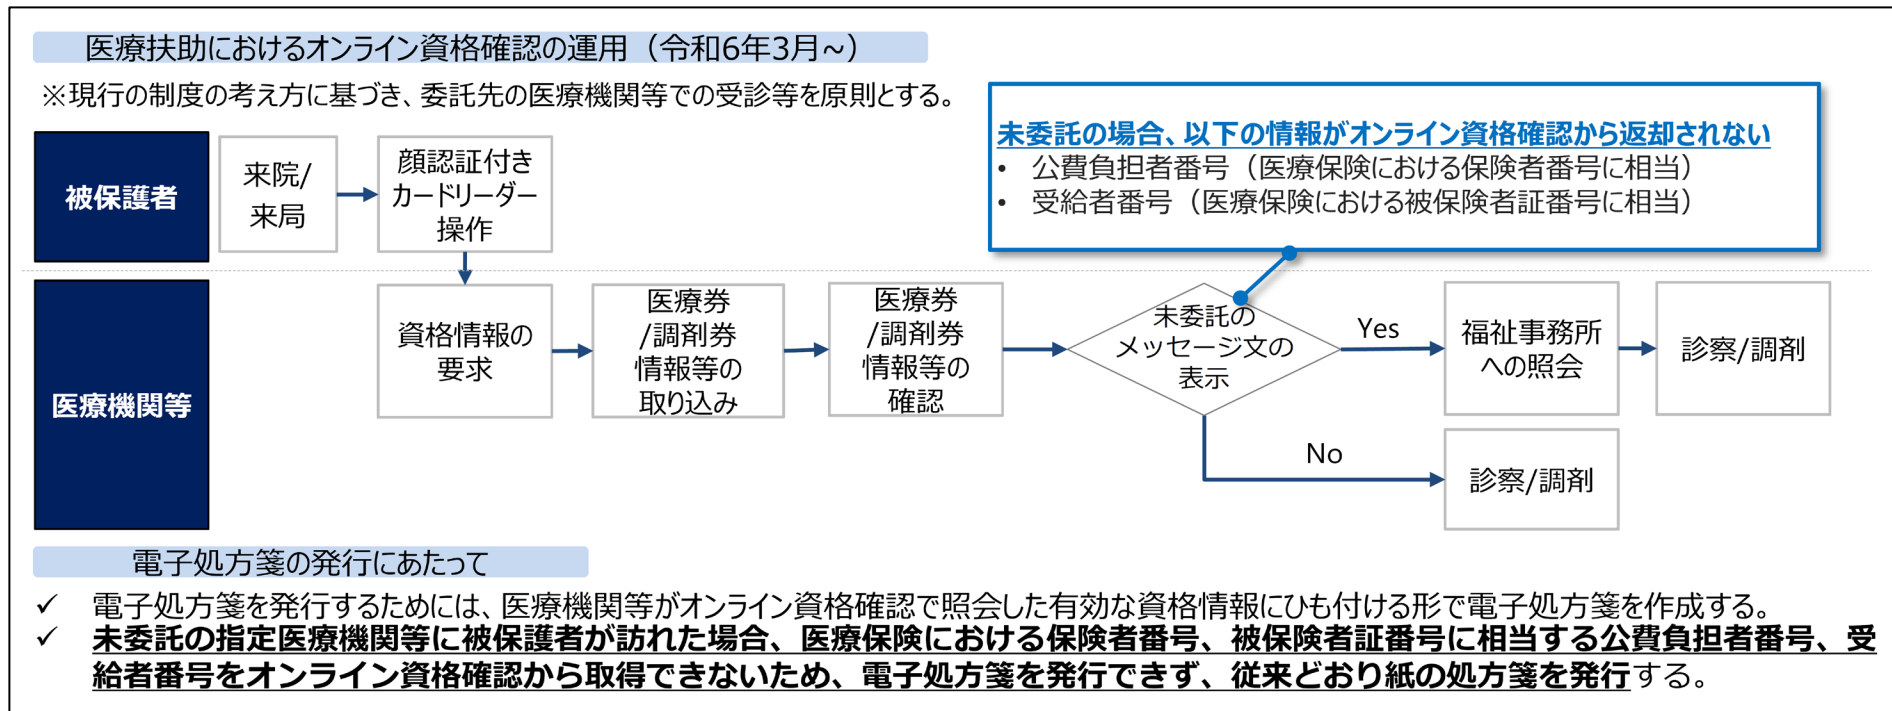 医療扶助におけるオンライン資格確認の運用（令和6年3月~）
※現行の制度の考え方に基づき、委託先の医療機関等での受診等を原則とする。
未委託の場合、以下の情報がオンライン資格確認から返却されない
• 公費負担者番号（医療保険における保険者番号に相当）
• 受給者番号（医療保険における被保険者証番号に相当）
被保護者
来院/
来局
顔認証付き
カードリーダー
操作
医療機関等
資格情報の
要求
医療券
/調剤券
情報等の
取り込み
医療券
/調剤券
情報等の
確認
未委託の
メッセージ文の
表示
Yes
福祉事務所
への照会
診察/調剤
No
診察/調剤
電子処方箋の発行にあたって
✓ 電子処方箋を発行するためには、医療機関等がオンライン資格確認で照会した有効な資格情報にひも付ける形で電子処方箋を作成する。
✓ 未委託の指定医療機関等に被保護者が訪れた場合、医療保険における保険者番号、被保険者証番号に相当する公費負担者番号、受
給者番号をオンライン資格確認から取得できないため、電子処方箋を発行できず、従来どおり紙の処方箋を発行する。